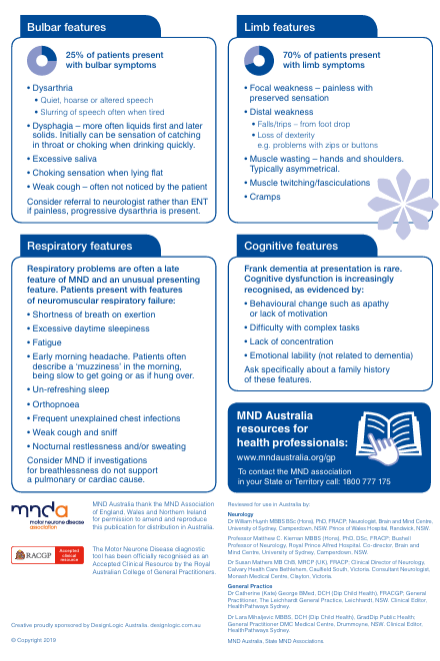 Bulbar features
25% of patients present
with bulbar symptoms
• Dysarthria
• Quiet, hoarse or altered speech
• Slurring of speech often when tired
• Dysphagia – more often liquids first and later
solids. Initially can be sensation of catching
in throat or choking when drinking quickly.
• Excessive saliva
• Choking sensation when lying flat
• Weak cough – often not noticed by the patient
Consider referral to neurologist rather than ENT
if painless, progressive dysarthria is present.
Limb features
70% of patients present
with limb symptoms
• Focal weakness – painless with
preserved sensation
• Distal weakness
• Falls/trips – from foot drop
• Loss of dexterity
e.g. problems with zips or buttons
• Muscle wasting – hands and shoulders.
Typically asymmetrical.
• Muscle twitching/fasciculations
• Cramps
Respiratory features
Respiratory problems are often a late
feature of MND and an unusual presenting
feature. Patients present with features
of neuromuscular respiratory failure:
• Shortness of breath on exertion
• Excessive daytime sleepiness
• Fatigue
• Early morning headache. Patients often
describe a ‘muzziness’ in the morning,
being slow to get going or as if hung over.
• Un-refreshing sleep
• Orthopnoea
• Frequent unexplained chest infections
• Weak cough and sniff
• Nocturnal restlessness and/or sweating
Consider MND if investigations
for breathlessness do not support
a pulmonary or cardiac cause.
Cognitive features
Frank dementia at presentation is rare.
Cognitive dysfunction is increasingly
recognised, as evidenced by:
• Behavioural change such as apathy
or lack of motivation
• Difficulty with complex tasks
• Lack of concentration
• Emotional lability (not related to dementia)
Ask specifically about a family history
of these features.
MND Australia
resources for
health professionals:
www.mndaustralia.org/gp
To contact the MND association
in your State or Territory call: 1800 777 175
mnda
motor neurone disease
association
MND Australia thank the MND Association
of England, Wales and Northern Ireland
for permission to amend and reproduce
this publication for distribution in Australia.
RACGP
Accepted
clinical
resource
The Motor Neurone Disease diagnostic
tool has been officially recognised as an
Accepted Clinical Resource by the Royal
Australian College of General Practitioners.
Creative proudly sponsored by DesignLogic Australia. designlogic.com.au
© Copyright 2019
Reviewed for use in Australia by:
Neurology
Dr William Huynh MBBS BSc (Hons), PhD, FRACP, Neurologist, Brain and Mind Centre,
University of Sydney, Camperdown, NSW. Prince of Wales Hospital, Randwick, NSW.
Professor Matthew C. Kiernan MBBS (Hons), PhD, DSc, FRACP, Bushell
Professor of Neurology, Royal Prince Alfred Hospital. Co-director, Brain and
Mind Centre, University of Sydney, Camperdown, NSW.
Dr Susan Mathers MB ChB, MRCP (UK), FRACP, Clinical Director of Neurology,
Calvary Health Care Bethlehem, Caulfield South, Victoria. Consultant Neurologist,
Monash Medical Centre, Clayton, Victoria.
General Practice
Dr Catherine (Kate) George BMed, DCH (Dip Child Health), FRACGP: General
Practitioner, The Leichhardt General Practice, Leichhardt, NSW. Clinical Editor,
HealthPathways Sydney.
Dr Lara Mihaljevic MBBS, DCH (Dip Child Health), GradDip Public Health:
General Practitioner DMC Medical Centre, Drummoyne, NSW. Clinical Editor,
HealthPathways Sydney.
MND Australia, State MND Associations.